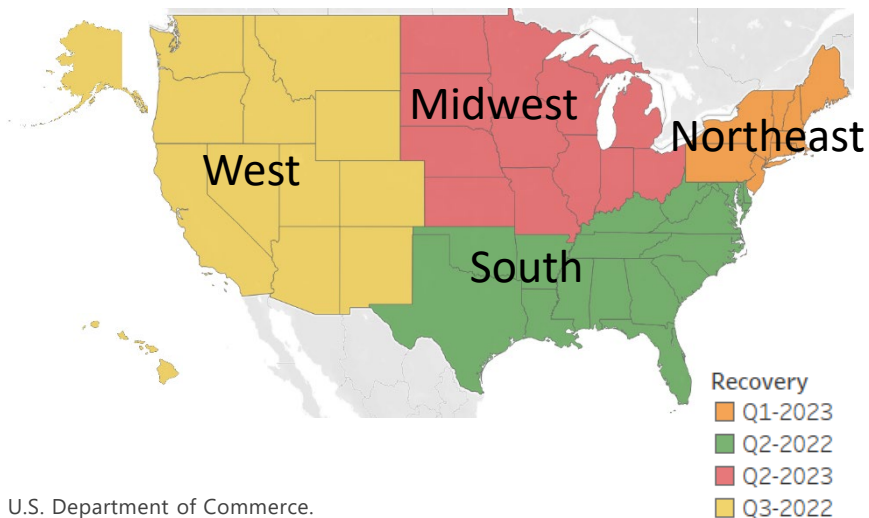 Midwest
Northeast
West
South
Recovery
Q1-2023
Q2-2022
Q2-2023
Q3-2022
U.S. Department of Commerce.